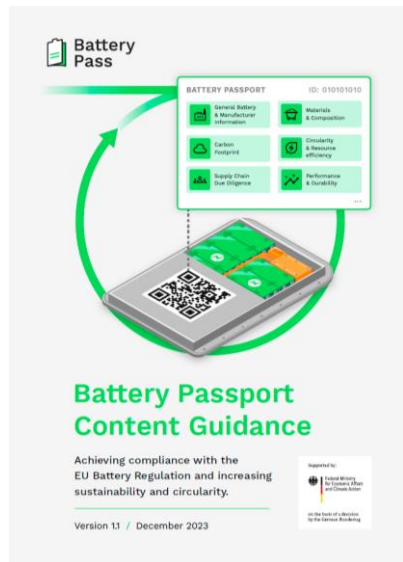 Battery
Pass
BATTERY PASSPORT
ID: 010101010
General Battery
& Manufacturer
Information
Materials
& Composition
Carbon
Footprint
Circularity
& Resource
efficiency
Supply Chain
Due Diligence
Performance
& Durability
...
Battery Passport
Content Guidance
Achieving compliance with the
EU Battery Regulation and increasing
sustainability and circularity.
Supported by:
Federal Ministry
for Economic Affairs
and Climate Action
on the basis of a decision
by the German Bundestag
Version 1.1 / December 2023